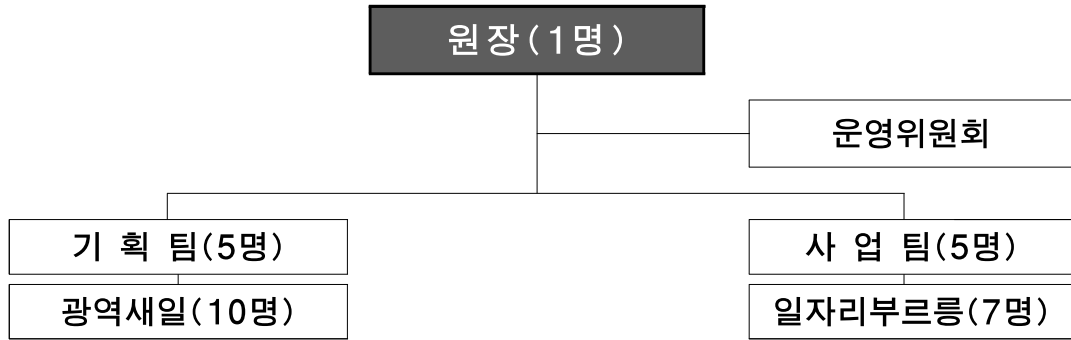 원장(1명)
운영위원회
기 획 팀(5명)
사 업 팀(5명)
광역새일(10명)
일자리부르릉(7명)